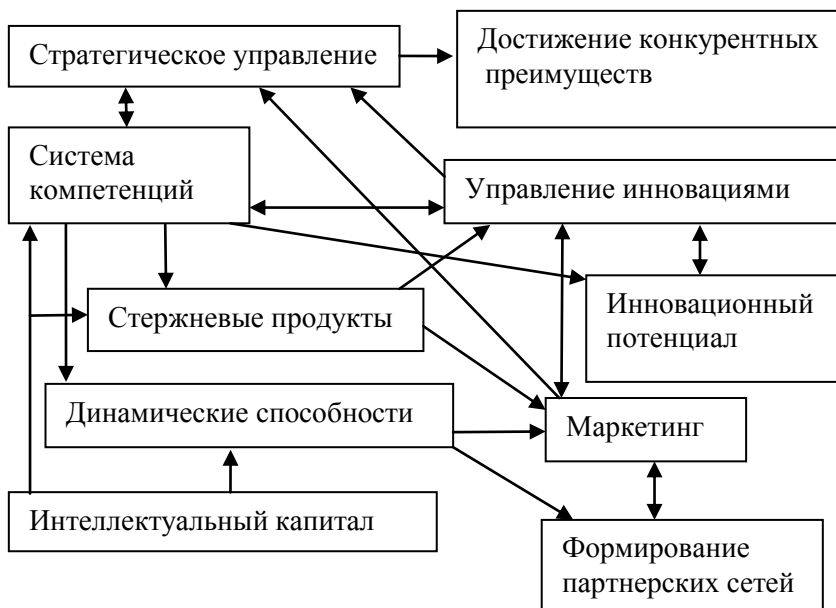 Стратегическое управление
Достижение конкурентных
преимуществ
Система
компетенций
Управление инновациями
Стержневые продукты
Инновационный
потенциал
Динамические способности
Маркетинг
Интеллектуальный капитал
Формирование
партнерских сетей